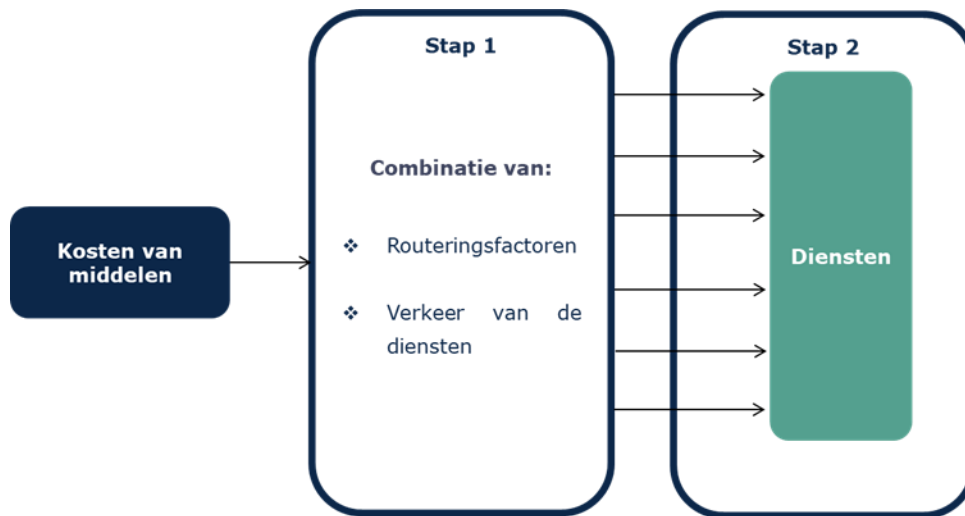 Stap 1
Combinatie van:
❖ Routeringsfactoren
❖ Verkeer van de
diensten
Kosten van
middelen
Stap 2
Diensten